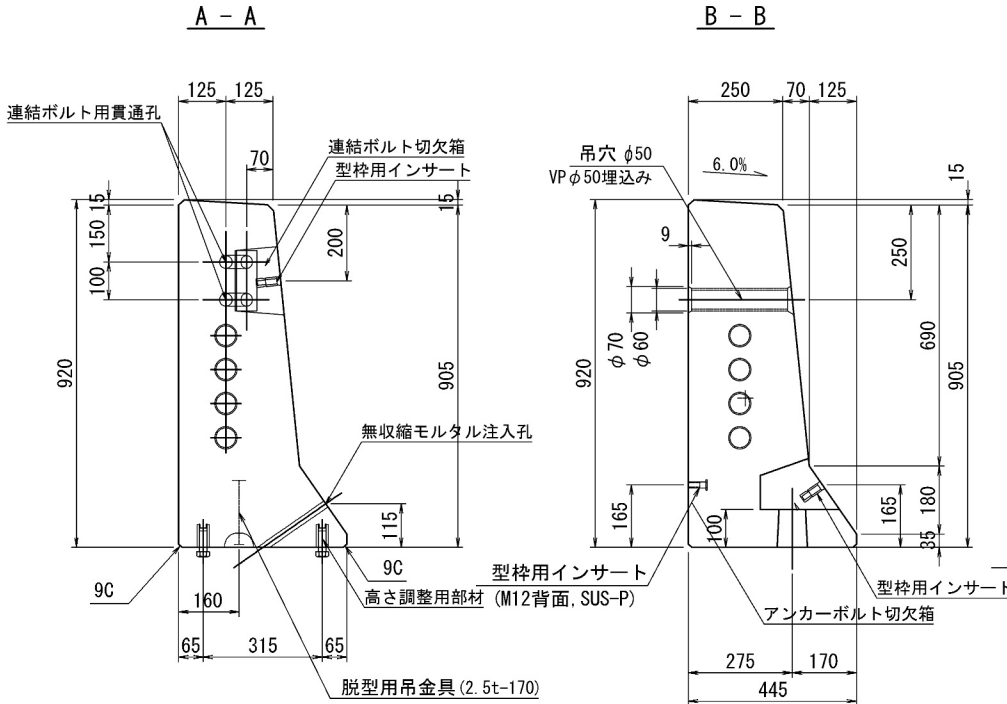 A - A
125
125
連結ボルト用貫通孔
70
連結ボルト切欠箱
型枠用インサート
15
150
100
920
15
200
905
無収縮モルタル注入孔
115
9C
9C
160
高さ調整用部材
65
315
65
脱型用吊金具(2.5t-170)
B - B
250
70
125
吊穴 φ50
VPφ50埋込み
6.0%
15
9
250
φ70
φ60
920
690
905
165
100
165
180
35
型枠用インサート
(M12背面,SUS-P)
型枠用インサート
アンカーボルト切欠箱
275
170
445